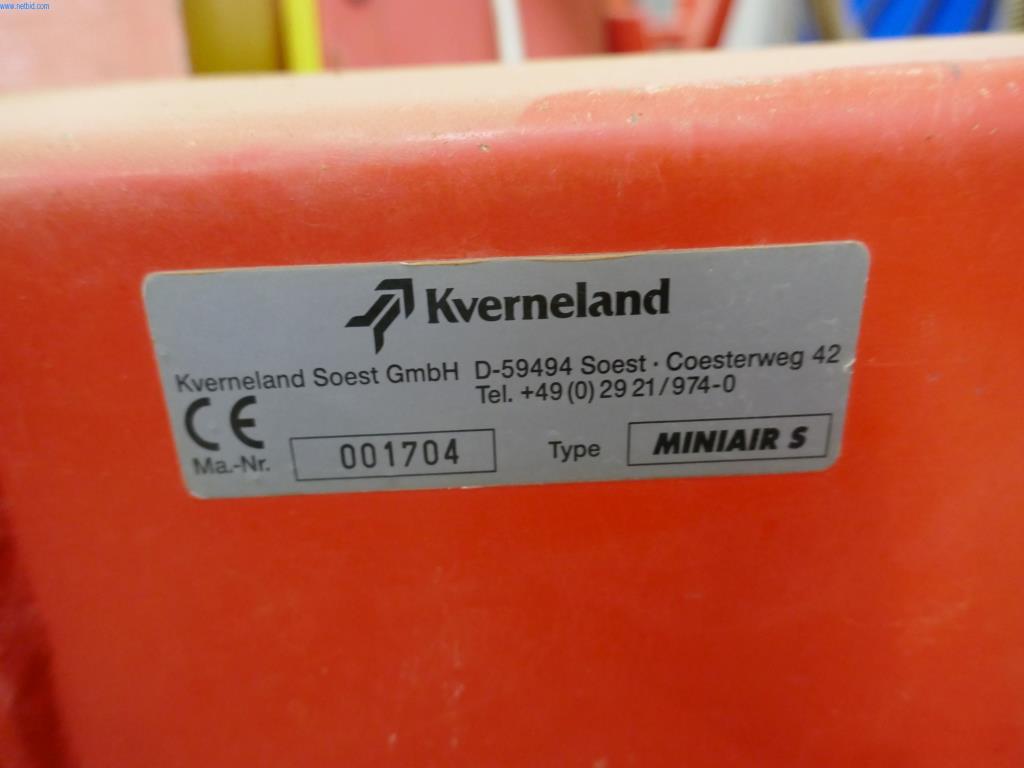 www.netbid.com
Kverneland
Kverneland Soest GmbH D-59494 Soest · Coesterweg 42
Tel. +49 (0) 29 21/974-0
CE
Ma.-Nr. 001704 Type MINIAIR S